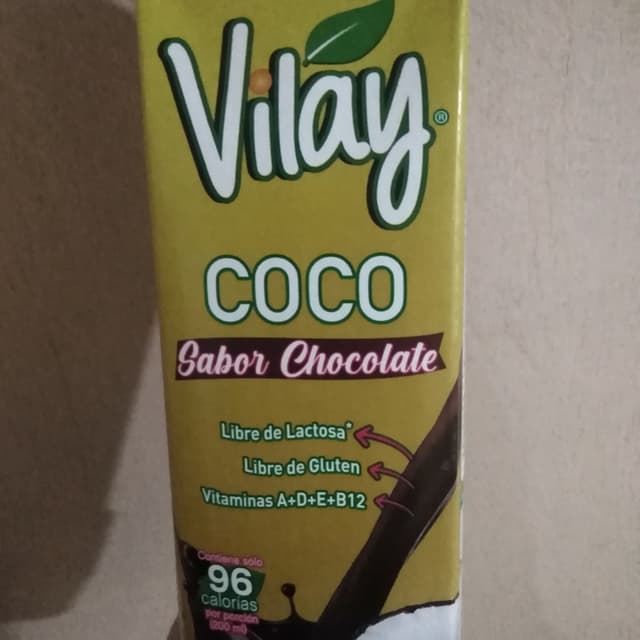 Vilay®
COCO
Sabor Chocolate
Libre de Lactosa*
Libre de Gluten
Vitaminas A+D+E+B12
Contiene solo
96
calorías
por porción
(200 ml)